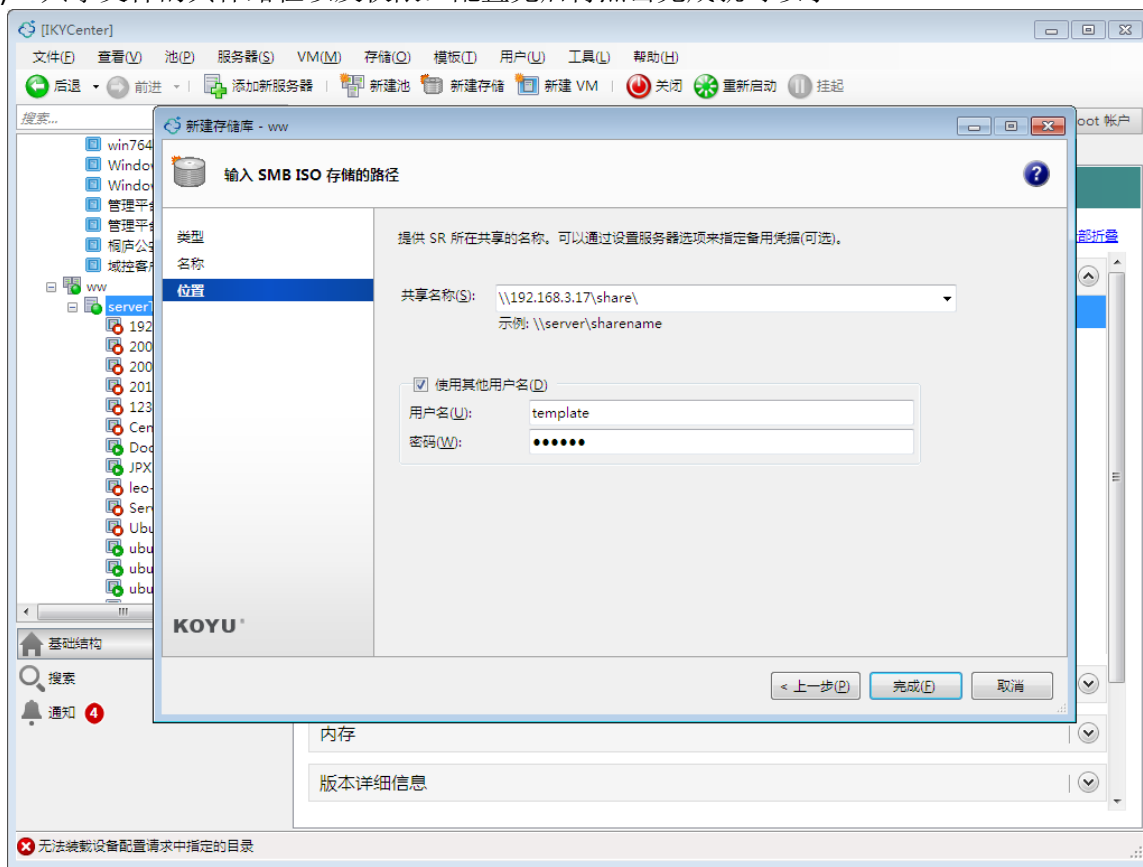 [IKYCenter]
文件(F) 查看(V) 池(P) 服务器(S) VM(M) 存储(O) 模板(T) 用户(U) 工具(L) 帮助(H)
后退 前进 添加新服务器 新建池 新建存储 新建 VM 关闭 重新启动 挂起
搜索...
oot 帐户
win764
Window
Window
管理平
管理平
桐庐公
域控客
ww
server
192
200
200
201
123
Cen
Doc
JPX
leo-
Serv
Ubu
ubu
ubu
ubu
基础结构
搜索
通知 4
新建存储库 - ww
输入 SMB ISO 存储的路径
类型
名称
位置
提供 SR 所在共享的名称。可以通过设置服务器选项来指定备用凭据(可选)。
共享名称(S): \\192.168.3.17\share\
示例: \\server\sharename
使用其他用户名(D)
用户名(U): template
密码(W): ●●●●●●
KOYU
< 上一步(P) 完成(F) 取消
部折叠
内存
版本详细信息
无法装载设备配置请求中指定的目录